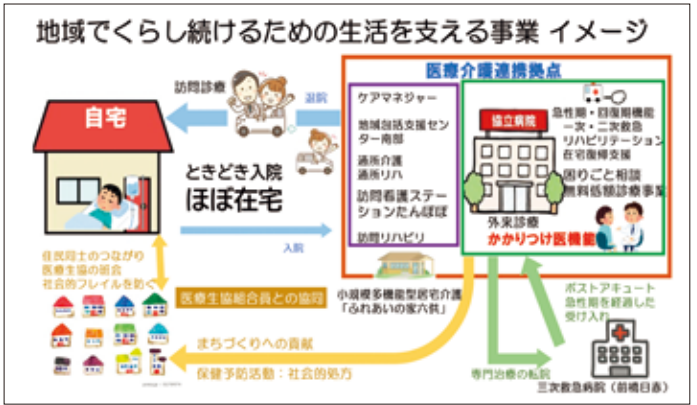 地域でくらし続けるための生活を支える事業 イメージ
医療介護連携拠点
訪問診療
退院
自宅
ときどき入院
ほぼ在宅
入院
ケアマネジャー
地域包括支援セン
ター南部
通所介護
通所リハ
訪問看護ステー
ションたんぽぽ
訪問リハビリ
協立病院
急性期・回復期機能
一次・二次救急
リハビリテーション
在宅復帰支援
困りごと相談
無料低額診療事業
外来診療
かかりつけ医機能
住民同士のつながり
医療生協の班会
社会的フレイルを防ぐ
医療生協組合員との協同
小規模多機能型居宅介護
「ふれあいの家六供」
まちづくりへの貢献
保健予防活動：社会的処方
ポストアキュート
急性期を経過した
受け入れ
専門治療の転院
三次救急病院（前橋日赤）